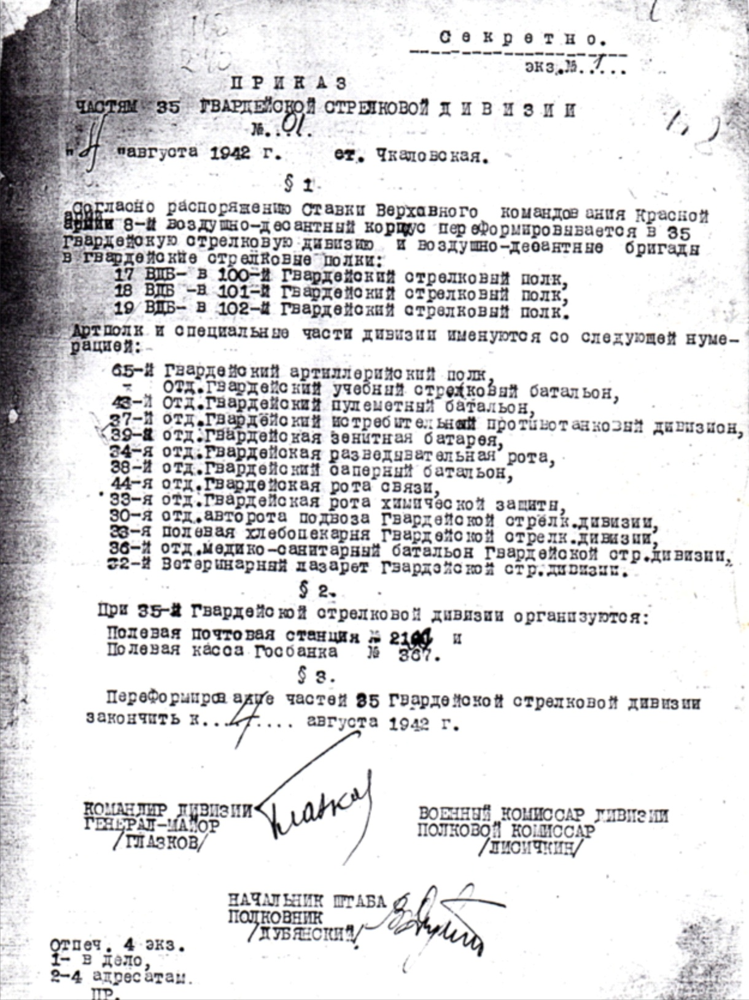 Секретно.
экз.№.1...
ПРИКАЗ
ЧАСТЯМ 35 ГВАРДЕЙСКОЙ СТРЕЛКОВОЙ ДИВИЗИИ
№..01.
"4 "августа 1942 г. ст. Чкаловская.
§ 1
Согласно распоряжению Ставки Верховного командования Красной
армии 8-й воздушно-десантный корпус переформировывается в 35
гвардейскую стрелковую дивизию и воздушно-десантные бригады
в гвардейские стрелковые полки:
17 ВДБ- в 100-й Гвардейский стрелковый полк,
18 ВДБ -в 101-й Гвардейский стрелковый полк,
19 ВДБ- в 102-й Гвардейский стрелковый полк.
Артполк и специальные части дивизии именуются со следующей нуме-
рацией:
65-й Гвардейский артиллерийский полк,
- Отд.Гвардейский учебный стрелковый батальон,
43-й Отд.Гвардейский пулеметный батальон,
37-й отд.Гвардейский истребительный противотанковый дивизион,
39-я отд.Гвардейская зенитная батарея,
34-я отд.Гвардейская разведывательная рота,
38-й отд.Гвардейский саперный батальон,
44-я отд.Гвардейская рота связи,
33-я отд.Гвардейская рота химической защиты,
30-я отд.авторота подвоза Гвардейской стрелк.дивизии,
33-я полевая хлебопекарня Гвардейской стрелк.дивизии,
36-й отд.медико-санитарный батальон Гвардейской стр.дивизии,
32-й Ветеринарный лазарет Гвардейской стр.дивизии.
§ 2.
При 35-й Гвардейской стрелковой дивизии организуются:
Полевая почтовая станция № и
Полевая касса Госбанка № 367.
§ 3.
Переформирование частей 35 Гвардейской стрелковой дивизии
закончить к...4.... августа 1942 г.
КОМАНДИР ДИВИЗИИ Глазков
ГЕНЕРАЛ-МАЙОР
/ГЛАЗКОВ/
ВОЕННЫЙ КОМИССАР ДИВИЗИИ
ПОЛКОВОЙ КОМИССАР
/ЛИСИЧКИН/
НАЧАЛЬНИК ШТАБА
ПОЛКОВНИК
/ДУБЯНСКИЙ/
Отпеч. 4 экз.
1- в дело,
2-4 адресатам.
ПР.